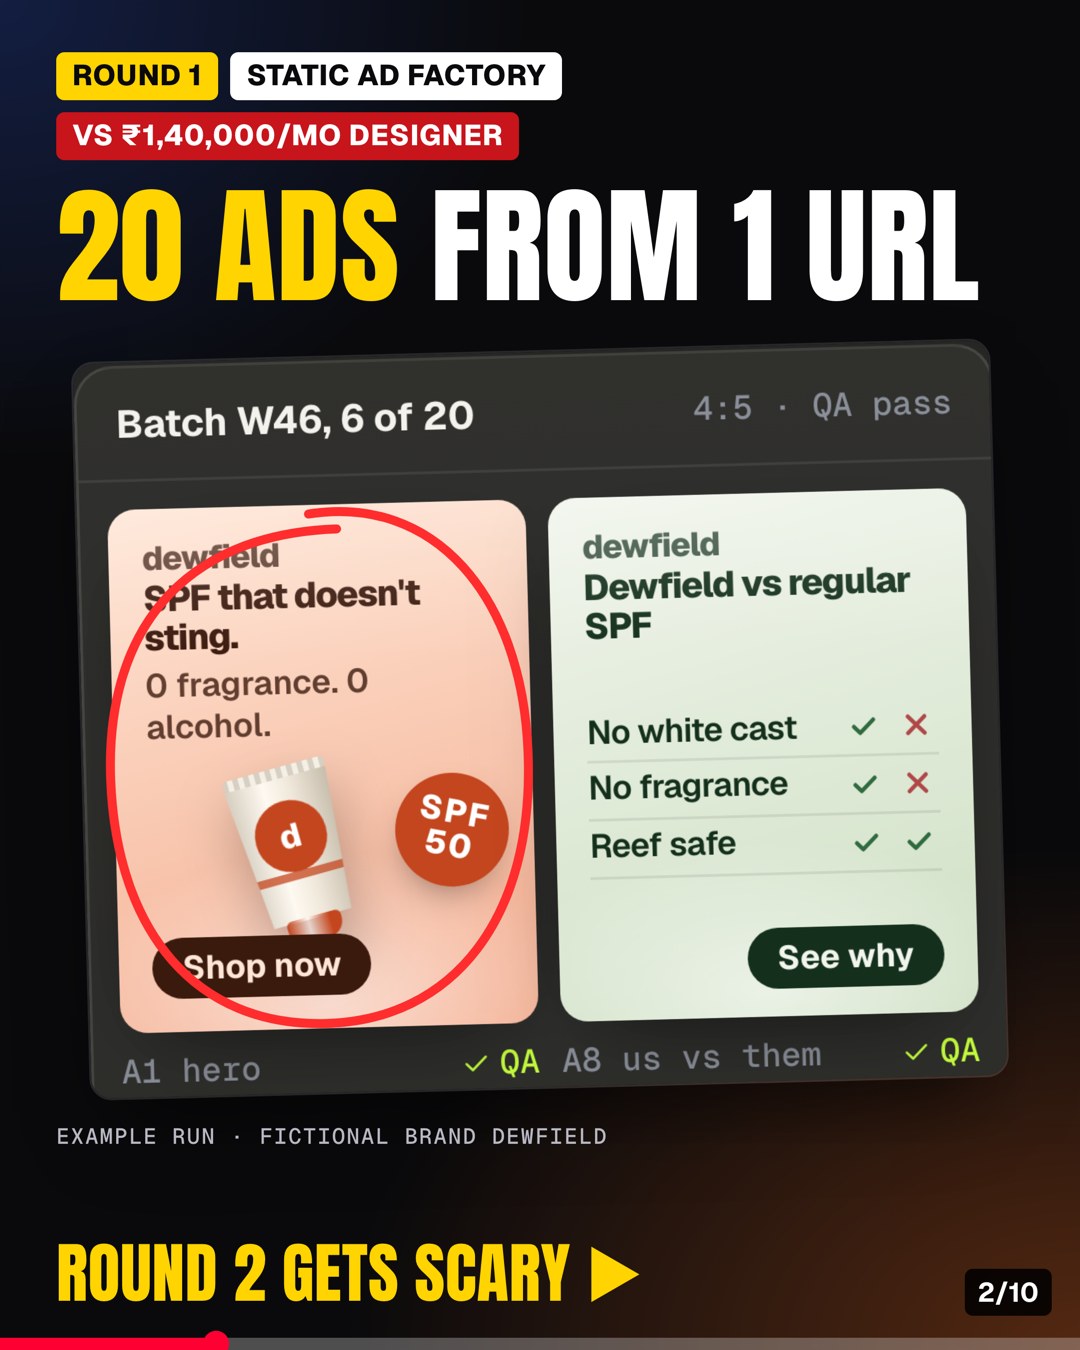 ROUND 1 STATIC AD FACTORY
VS ₹1,40,000/MO DESIGNER
20 ADS FROM 1 URL
Batch W46, 6 of 20
4:5 · QA pass
dewfield
SPF that doesn't
sting.
0 fragrance. 0
alcohol.
d
SPF
50
Shop now
A1 hero ✓ QA
dewfield
Dewfield vs regular
SPF
No white cast ✓ ✕
No fragrance ✓ ✕
Reef safe ✓ ✓
See why
A8 us vs them ✓ QA
EXAMPLE RUN · FICTIONAL BRAND DEWFIELD
ROUND 2 GETS SCARY ▶
2/10